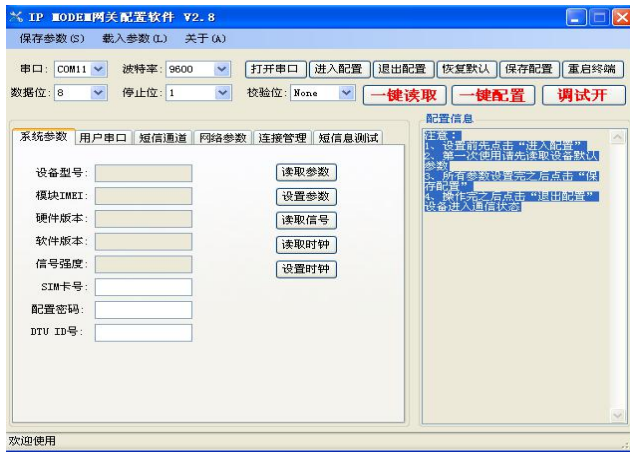 IP MODEM网关配置软件 V2.8
保存参数(S) 载入参数(L) 关于(A)
串口: COM11 波特率: 9600 打开串口 进入配置 退出配置 恢复默认 保存配置 重启终端
数据位: 8 停止位: 1 校验位: None 一键读取 一键配置 调试开
配置信息
系统参数 用户串口 短信通道 网络参数 连接管理 短信息测试
设备型号: 读取参数
模块IMEI: 设置参数
硬件版本: 读取信号
软件版本: 读取时钟
信号强度: 设置时钟
SIM卡号:
配置密码:
DTU ID号:
注意:
1、设置前先点击“进入配置”
2、第一次使用请先读取设备默认
参数
3、所有参数设置完之后点击“保
存配置”
4、操作完之后点击“退出配置”
设备进入通信状态
欢迎使用